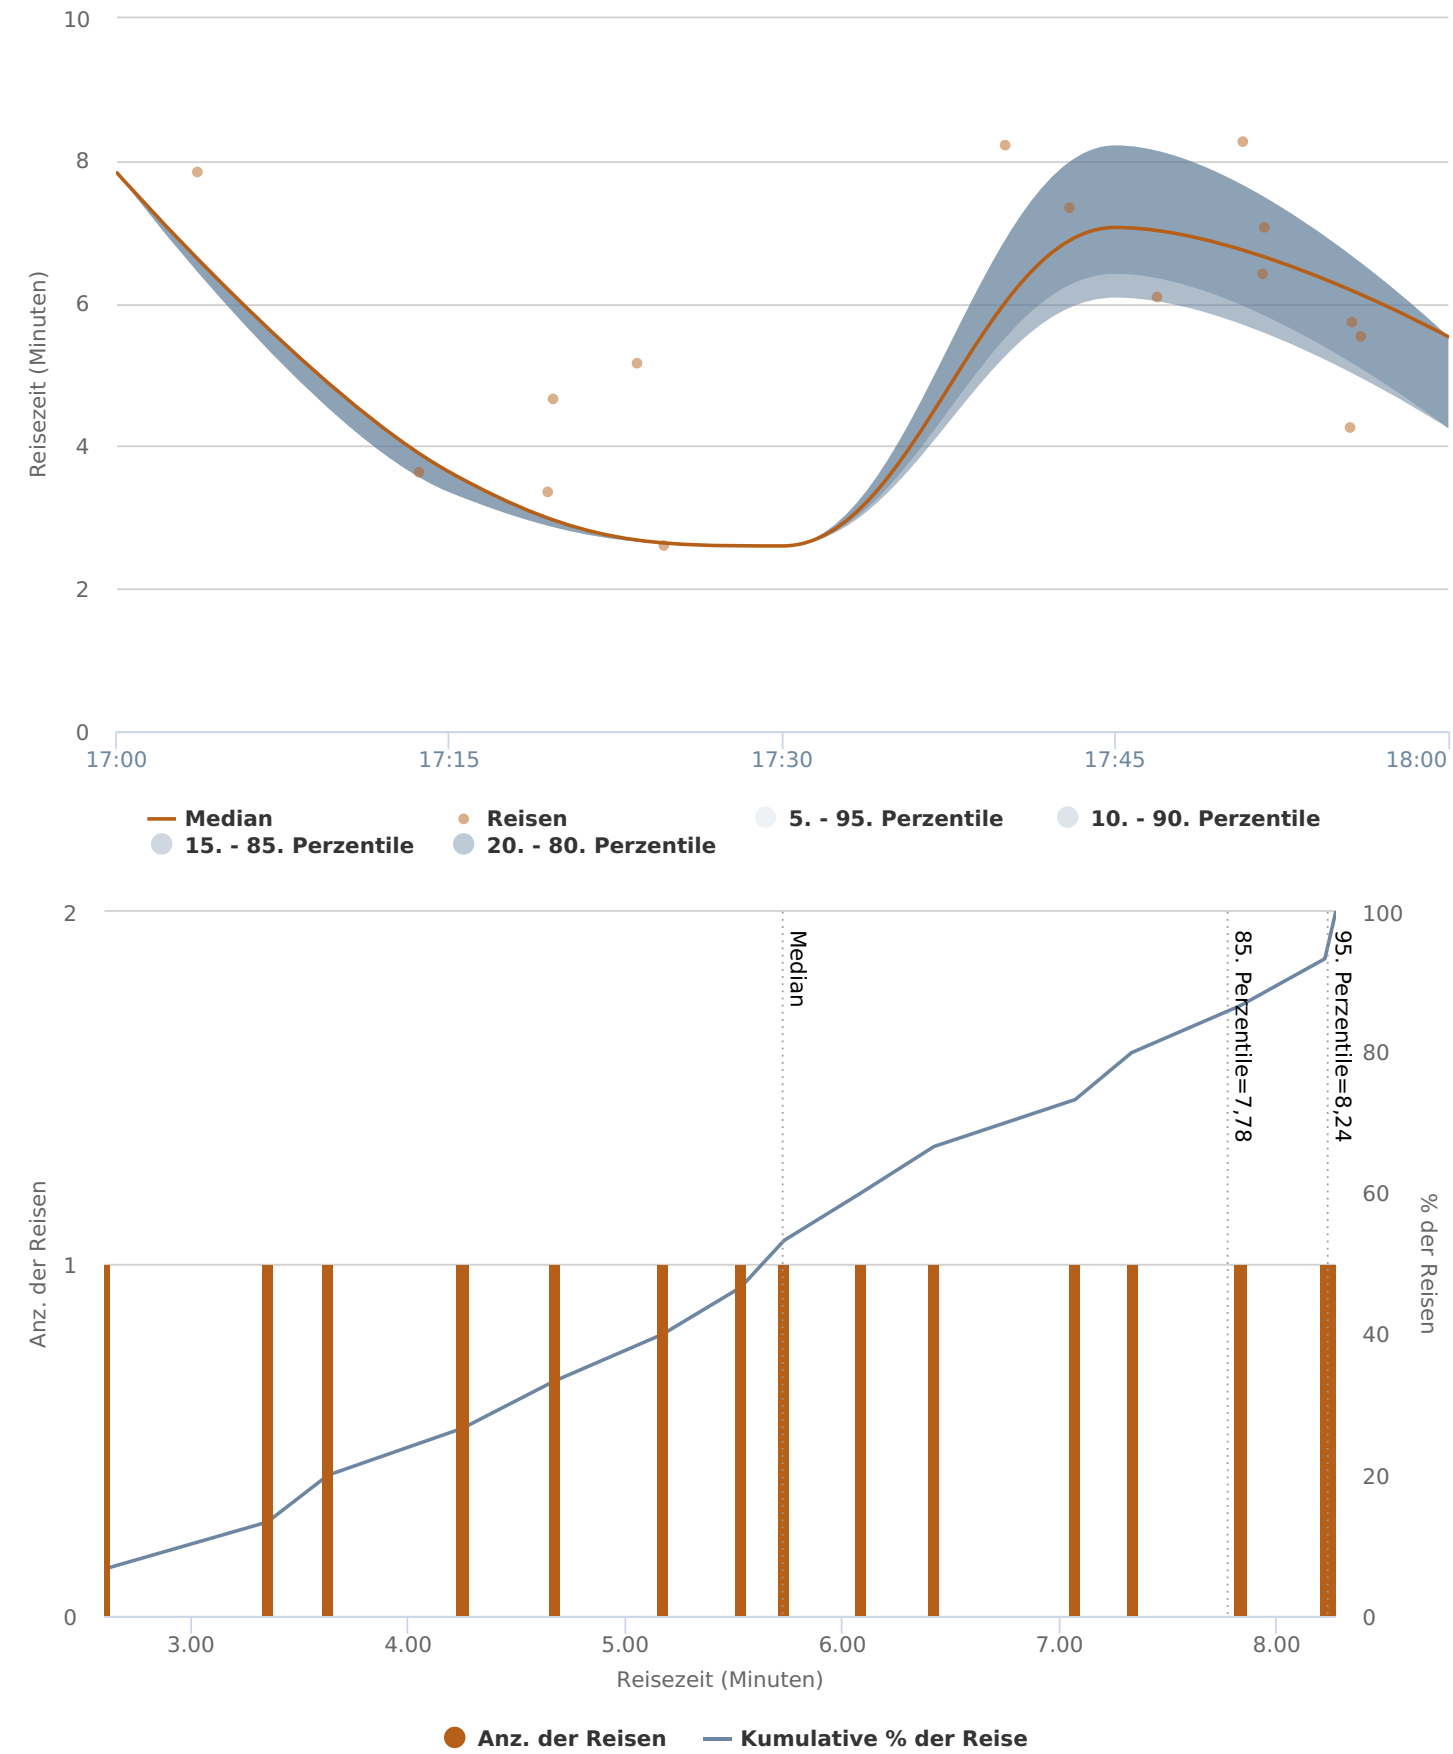 10
8
6
4
2
0
Reisezeit (Minuten)
17:00 17:15 17:30 17:45 18:00
Median Reisen 5. - 95. Perzentile 10. - 90. Perzentile
15. - 85. Perzentile 20. - 80. Perzentile
2
1
0
Anz. der Reisen
Median
85. Perzentile=7,78
95. Perzentile=8,24
100
80
60
40
20
0
% der Reisen
3.00 4.00 5.00 6.00 7.00 8.00
Reisezeit (Minuten)
Anz. der Reisen Kumulative % der Reise